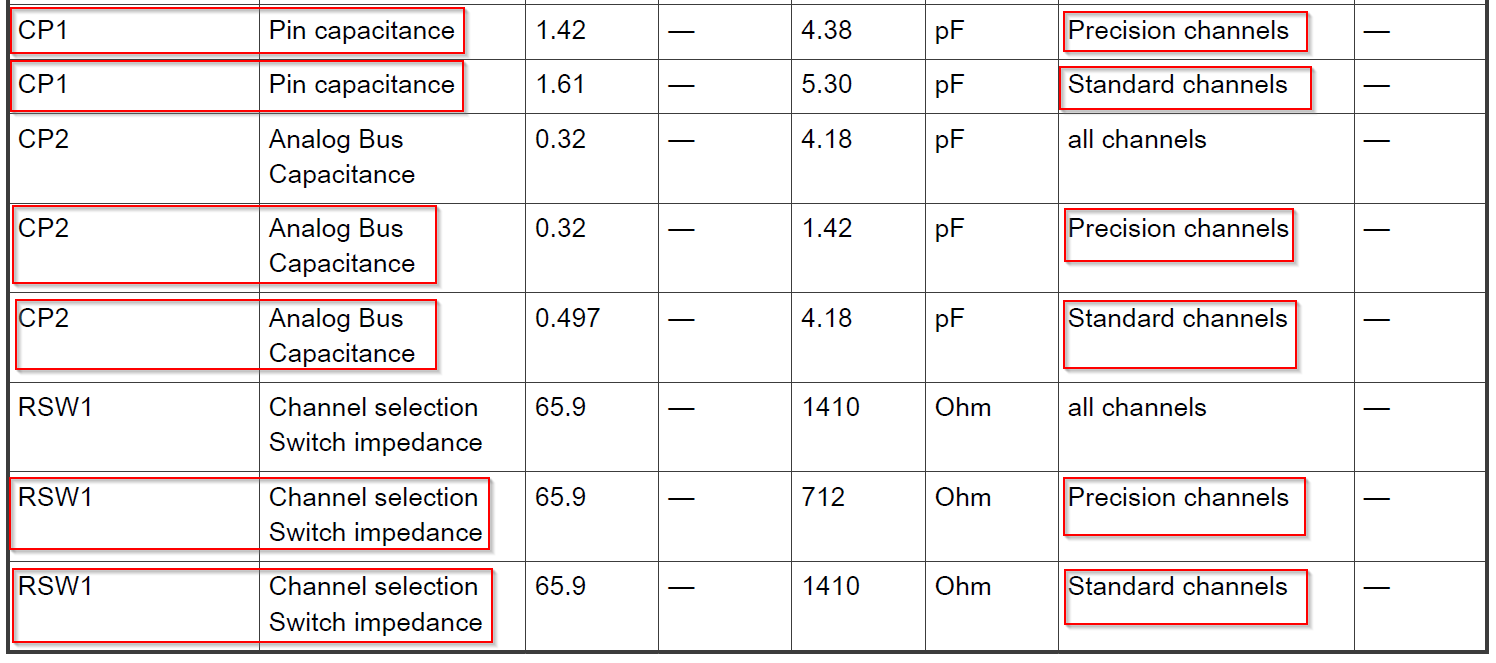 CP1 Pin capacitance 1.42 — 4.38 pF Precision channels —
CP1 Pin capacitance 1.61 — 5.30 pF Standard channels —
CP2 Analog Bus 0.32 — 4.18 pF all channels —
Capacitance
CP2 Analog Bus 0.32 — 1.42 pF Precision channels —
Capacitance
CP2 Analog Bus 0.497 — 4.18 pF Standard channels —
Capacitance
RSW1 Channel selection 65.9 — 1410 Ohm all channels —
Switch impedance
RSW1 Channel selection 65.9 — 712 Ohm Precision channels —
Switch impedance
RSW1 Channel selection 65.9 — 1410 Ohm Standard channels —
Switch impedance